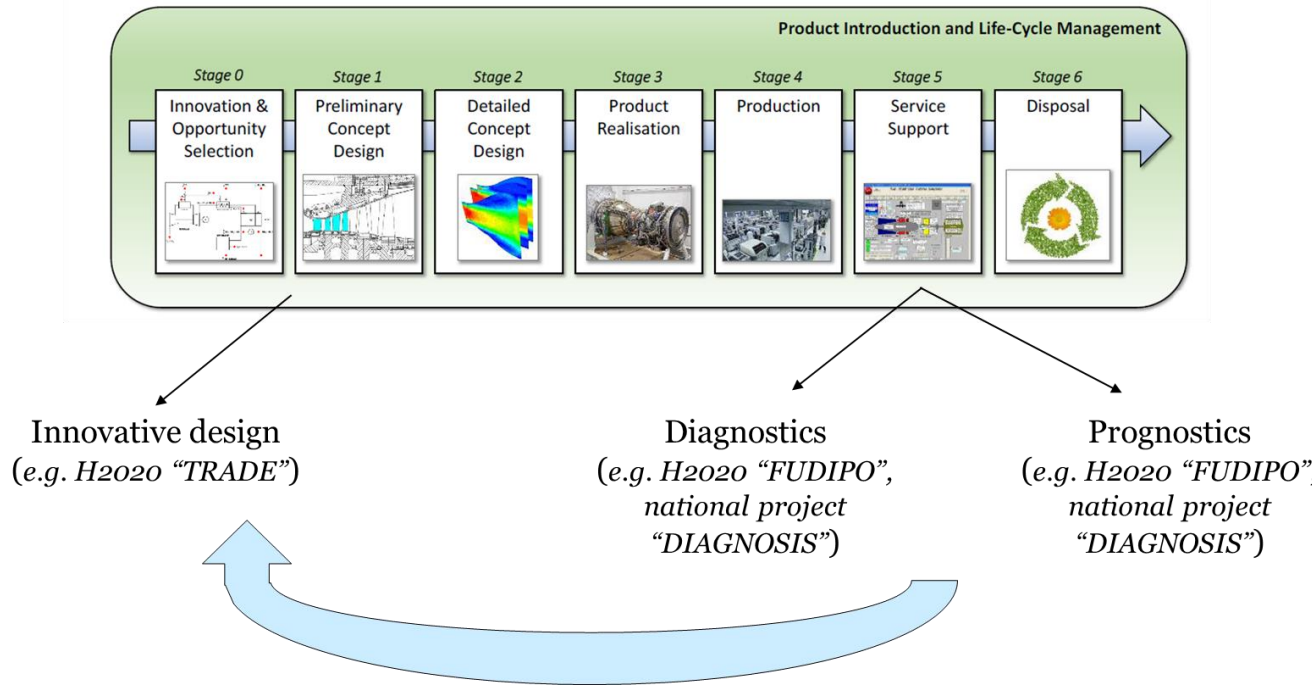 Product Introduction and Life-Cycle Management
Stage 0
Innovation &
Opportunity
Selection
Stage 1
Preliminary
Concept
Design
Stage 2
Detailed
Concept
Design
Stage 3
Product
Realisation
Stage 4
Production
Stage 5
Service
Support
Stage 6
Disposal
Innovative design
(e.g. H2020 “TRADE”)
Diagnostics
(e.g. H2020 “FUDIPO”,
national project
“DIAGNOSIS”)
Prognostics
(e.g. H2020 “FUDIPO”,
national project
“DIAGNOSIS”)